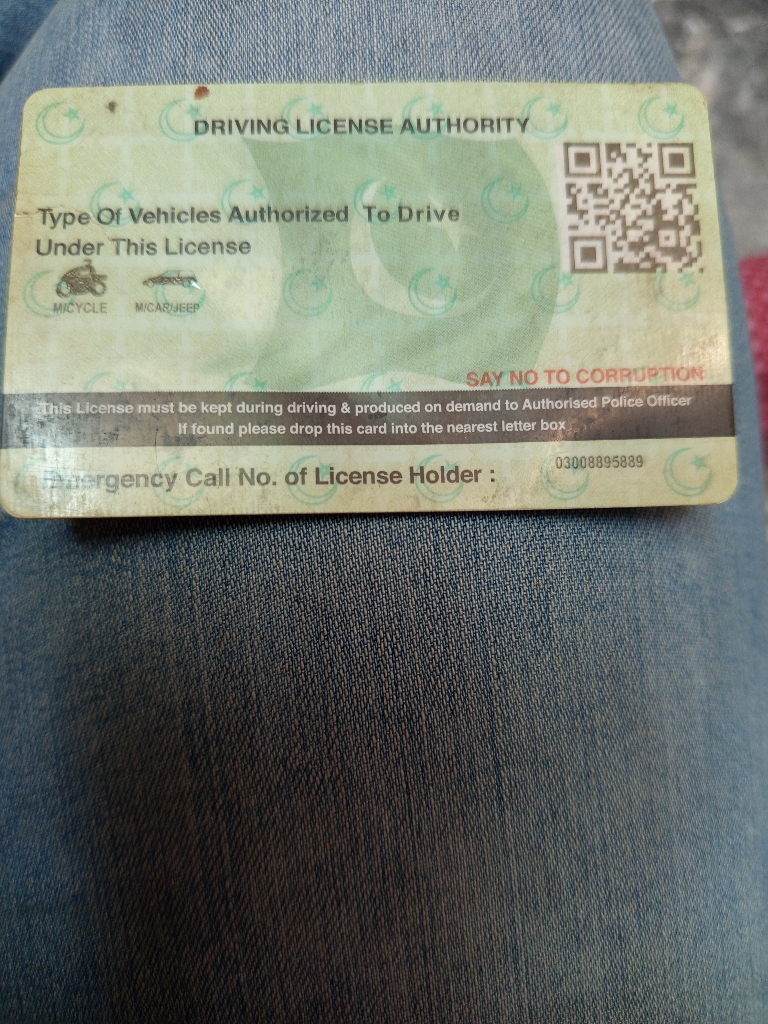 DRIVING LICENSE AUTHORITY
Type Of Vehicles Authorized To Drive
Under This License
M/CYCLE M/CAR/JEEP
SAY NO TO CORRUPTION
This License must be kept during driving & produced on demand to Authorised Police Officer
If found please drop this card into the nearest letter box
Emergency Call No. of License Holder : 03008895889